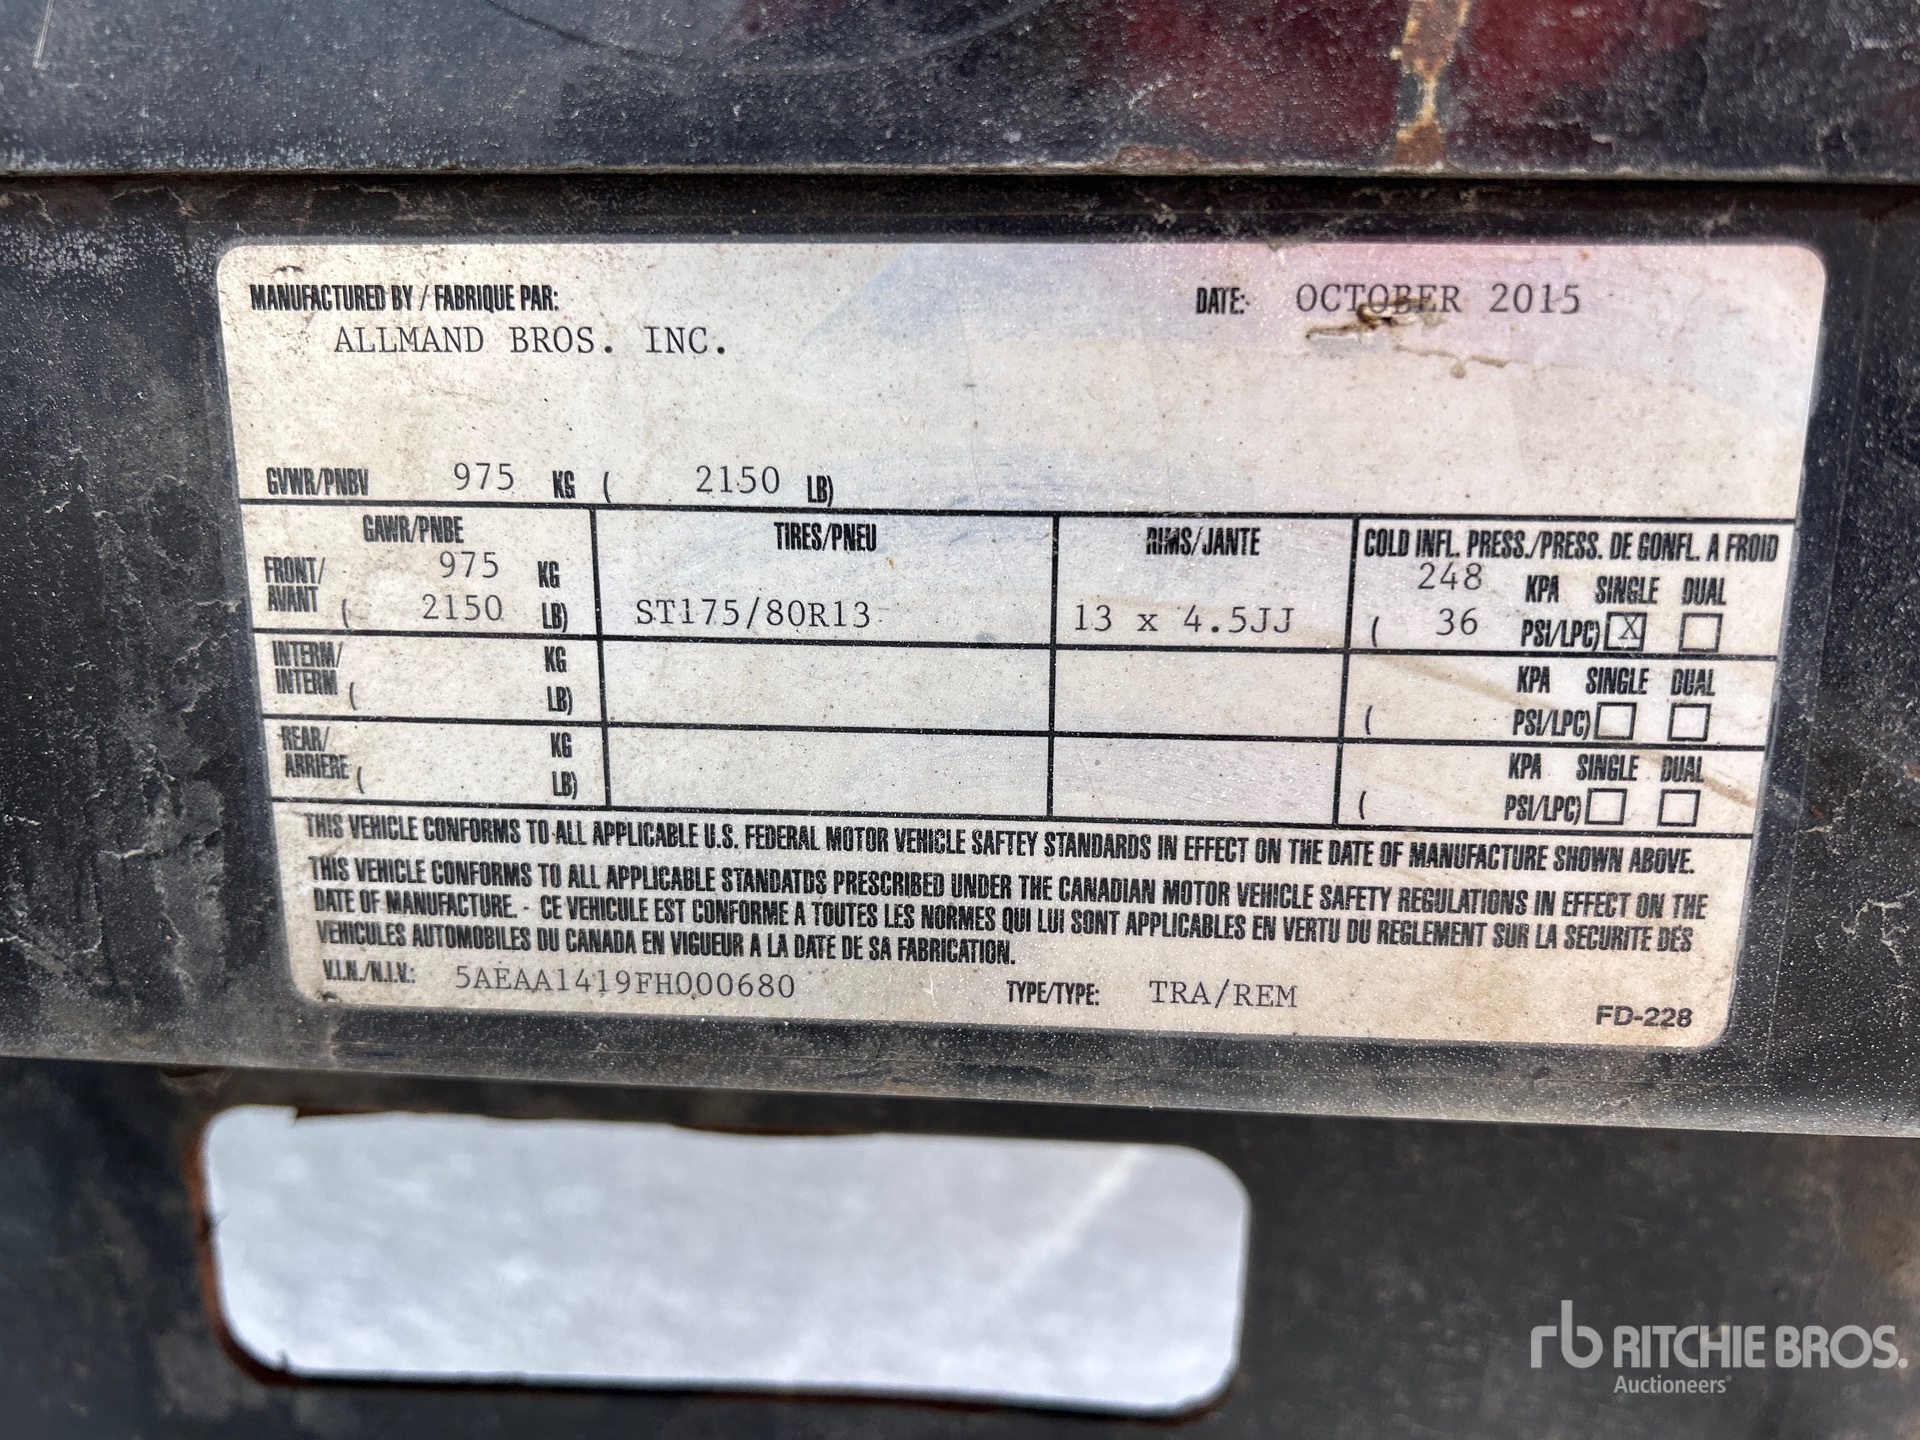 MANUFACTURED BY / FABRIQUE PAR: DATE: OCTOBER 2015
ALLMAND BROS. INC.
GVWR/PNBV 975 KG ( 2150 LB)
GAWR/PNBE TIRES/PNEU RIMS/JANTE COLD INFL. PRESS./PRESS. DE GONFL. A FROID
FRONT/ 975 KG 248 KPA SINGLE DUAL
AVANT ( 2150 LB) ST175/80R13 13 x 4.5JJ ( 36 PSI/LPC) X
INTERM/ KG KPA SINGLE DUAL
INTERM ( LB) ( PSI/LPC)
REAR/ KG KPA SINGLE DUAL
ARRIERE ( LB) ( PSI/LPC)
THIS VEHICLE CONFORMS TO ALL APPLICABLE U.S. FEDERAL MOTOR VEHICLE SAFTEY STANDARDS IN EFFECT ON THE DATE OF MANUFACTURE SHOWN ABOVE.
THIS VEHICLE CONFORMS TO ALL APPLICABLE STANDATDS PRESCRIBED UNDER THE CANADIAN MOTOR VEHICLE SAFETY REGULATIONS IN EFFECT ON THE
DATE OF MANUFACTURE. - CE VEHICULE EST CONFORME A TOUTES LES NORMES QUI LUI SONT APPLICABLES EN VERTU DU REGLEMENT SUR LA SECURITE DES
VEHICULES AUTOMOBILES DU CANADA EN VIGUEUR A LA DATE DE SA FABRICATION.
V.I.N./N.I.V.: 5AEAA1419FH000680 TYPE/TYPE: TRA/REM
FD-228
rb RITCHIE BROS.
Auctioneers